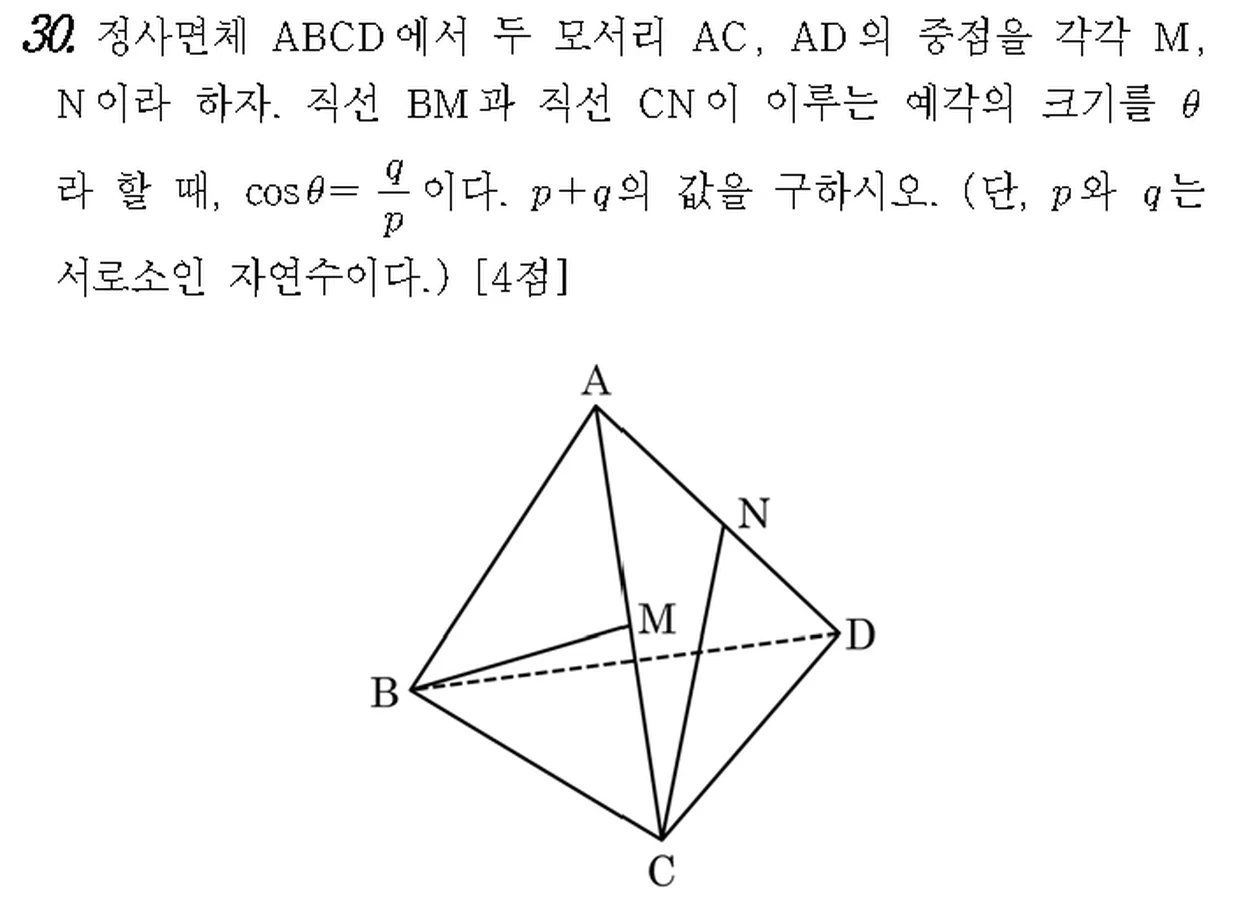 30. 정사면체 ABCD에서 두 모서리 AC, AD의 중점을 각각 M,
N이라 하자. 직선 BM과 직선 CN이 이루는 예각의 크기를 θ
라 할 때, cosθ= q/p 이다. p+q의 값을 구하시오. (단, p와 q는
서로소인 자연수이다.) [4점]
A
N
M
D
B
C